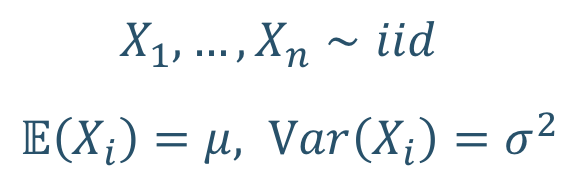 X₁, … , Xₙ ~ iid
𝔼(Xᵢ) = μ, Var(Xᵢ) = σ²